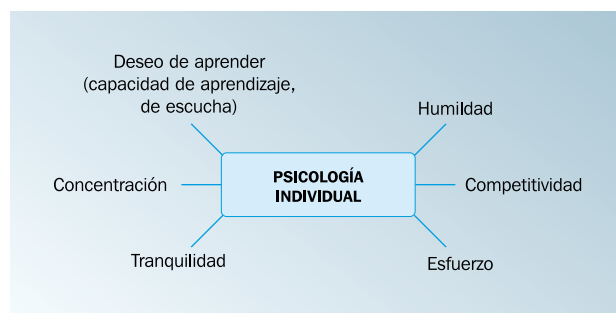 Deseo de aprender
(capacidad de aprendizaje,
de escucha)
Humildad
Concentración
PSICOLOGÍA
INDIVIDUAL
Competitividad
Tranquilidad
Esfuerzo